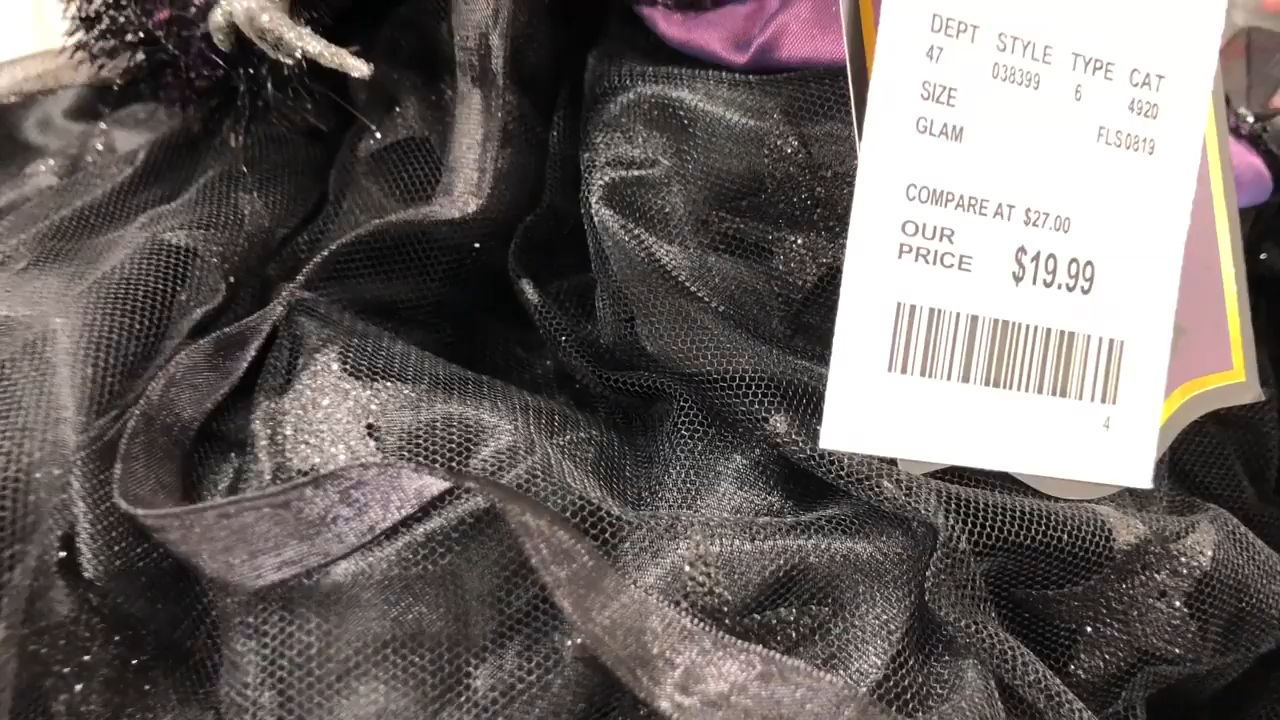 DEPT STYLE TYPE CAT
47 038399 6 4920
SIZE
GLAM FLS0819
COMPARE AT $27.00
OUR
PRICE $19.99
4